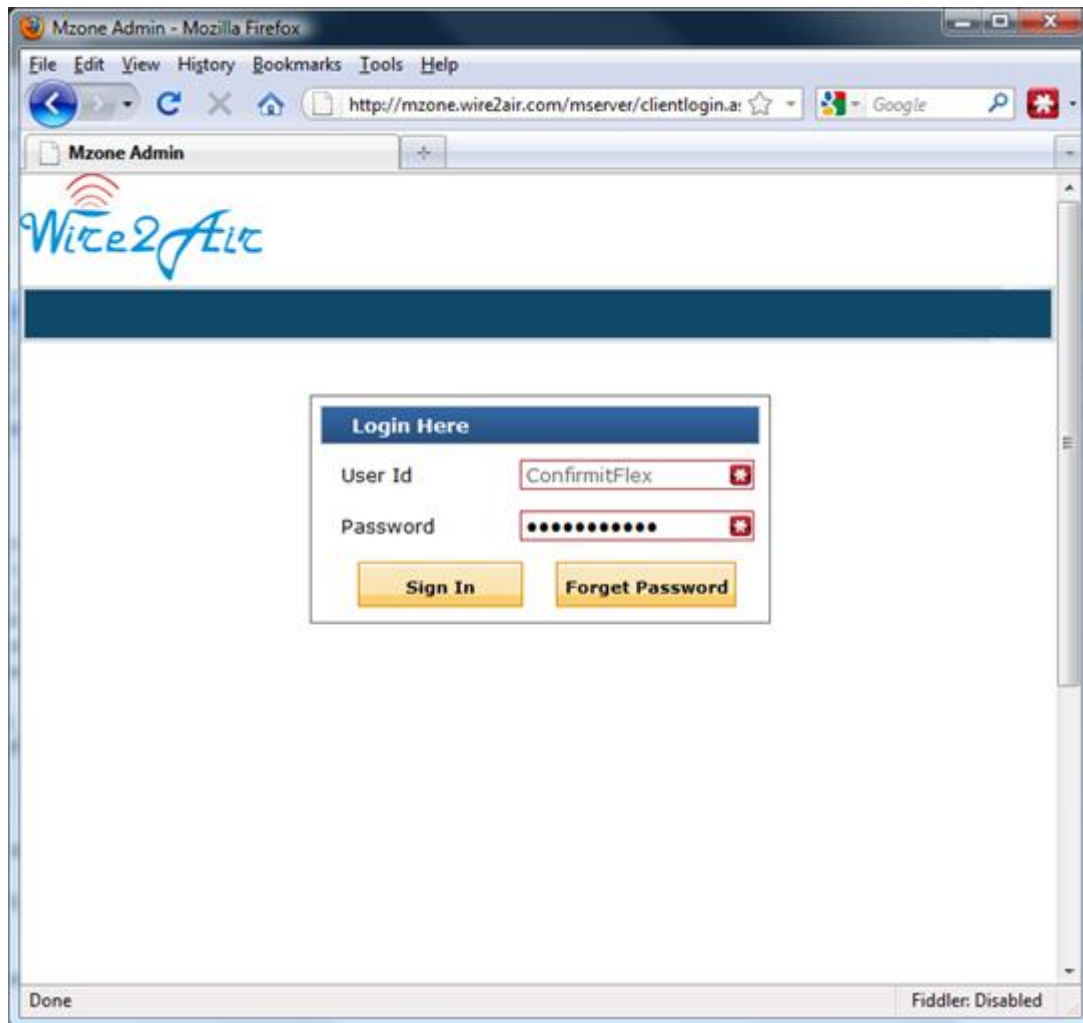 Mzone Admin - Mozilla Firefox
File Edit View History Bookmarks Tools Help
http://mzone.wire2air.com/mserver/clientlogin.a: Google
Mzone Admin
Wire2Air
Login Here
User Id ConfirmitFlex
Password
Sign In Forget Password
Done Fiddler: Disabled